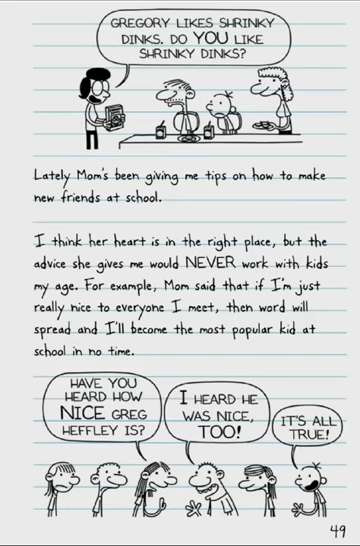 GREGORY LIKES SHRINKY
DINKS. DO YOU LIKE
SHRINKY DINKS?
Lately Mom's been giving me tips on how to make
new friends at school.
I think her heart is in the right place, but the
advice she gives me would NEVER work with kids
my age. For example, Mom said that if I'm just
really nice to everyone I meet, then word will
spread and I'll become the most popular kid at
school in no time.
HAVE YOU
HEARD HOW
NICE GREG
HEFFLEY IS?
I HEARD HE
WAS NICE,
TOO!
IT'S ALL
TRUE!
49